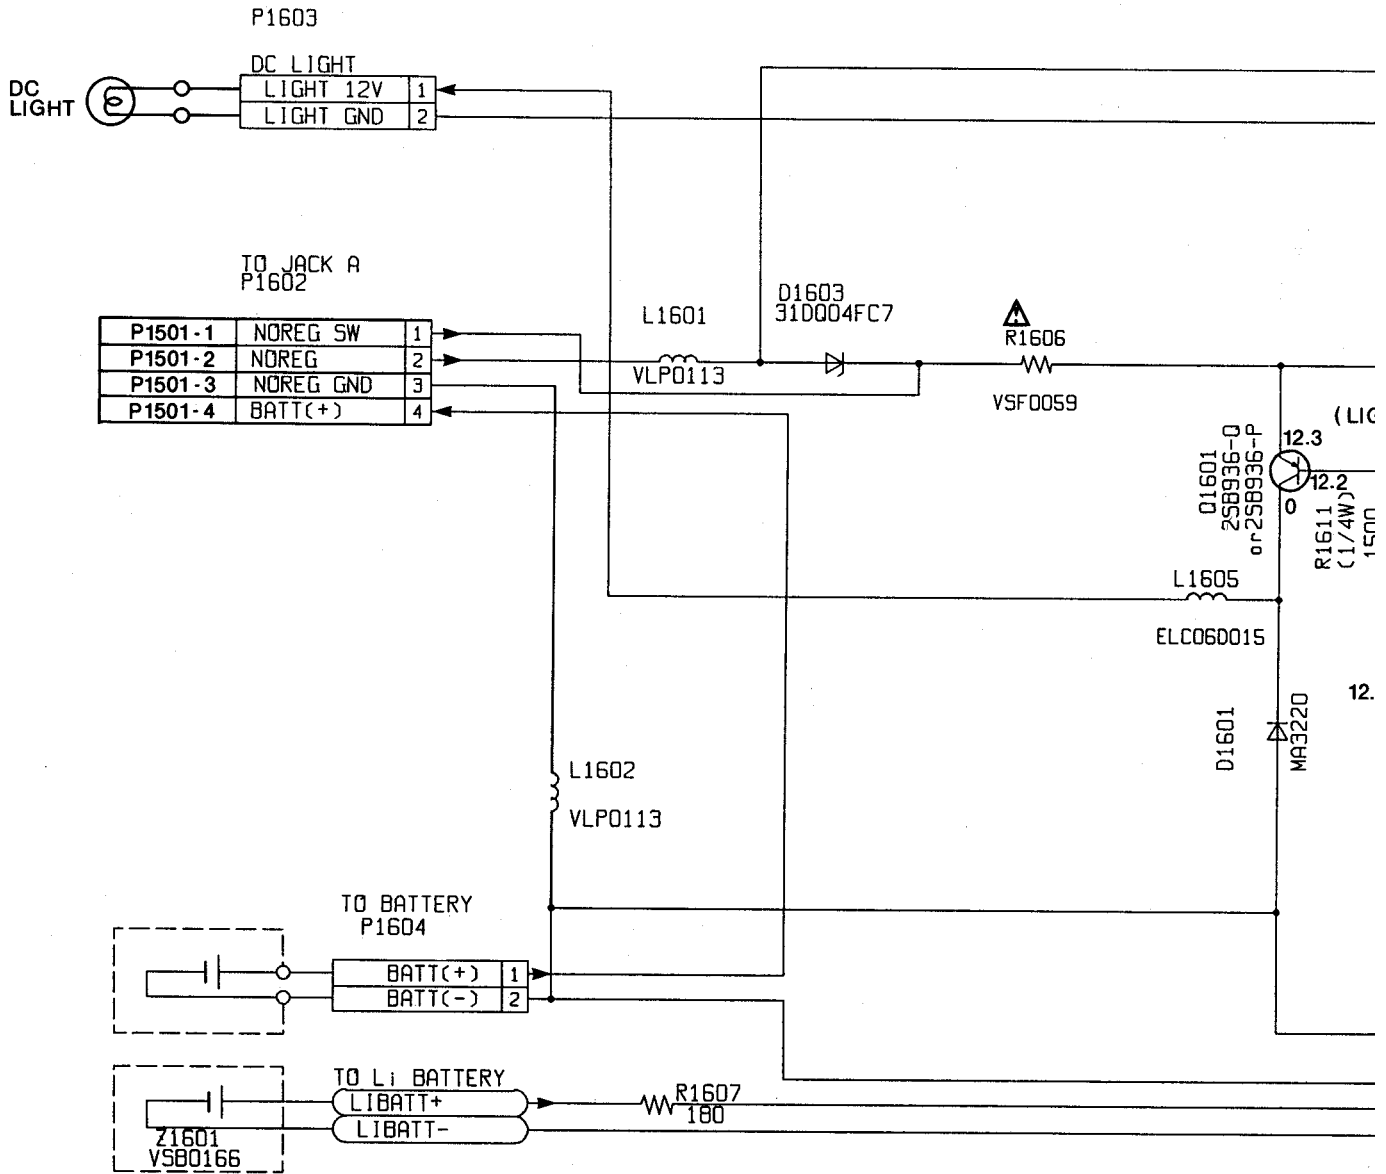 P1603
DC LIGHT
DC
LIGHT
LIGHT 12V 1
LIGHT GND 2
TO JACK A
P1602
P1501-1 NOREG SW 1
P1501-2 NOREG 2
P1501-3 NOREG GND 3
P1501-4 BATT(+) 4
L1601
VLP0113
D1603
31DQ04FC7
R1606
VSF0059
(LIG
12.3
12.2
0
Q1601
2SB936-Q
or2SB936-P
R1611
(1/4W)
1500
L1605
ELC06D015
12.
D1601
MA3220
L1602
VLP0113
TO BATTERY
P1604
BATT(+) 1
BATT(-) 2
TO Li BATTERY
LIBATT+
LIBATT-
R1607
180
Z1601
VSB0166